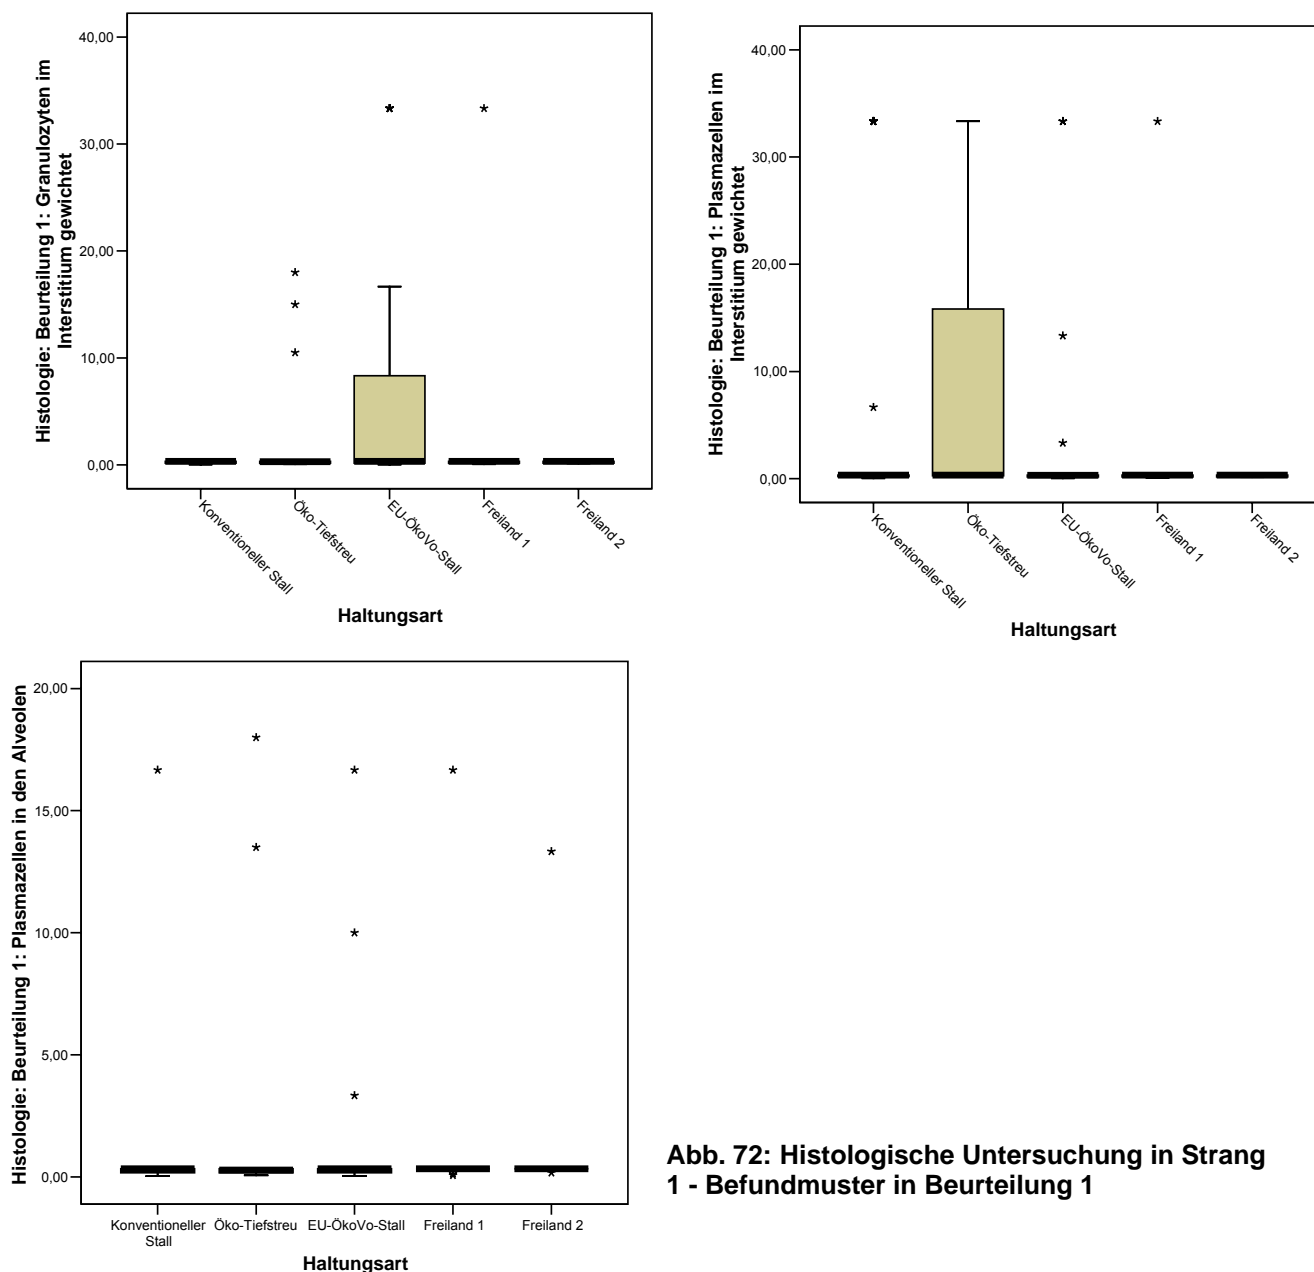 Histologie: Beurteilung 1: Granulozyten im
Interstitium gewichtet
40,00
30,00
20,00
10,00
0,00
Konventioneller Stall
Öko-Tiefstreu
EU-ÖkoVo-Stall
Freiland 1
Freiland 2
Haltungsart
Histologie: Beurteilung 1: Plasmazellen im
Interstitium gewichtet
40,00
30,00
20,00
10,00
0,00
Konventioneller Stall
Öko-Tiefstreu
EU-ÖkoVo-Stall
Freiland 1
Freiland 2
Haltungsart
Histologie: Beurteilung 1: Plasmazellen in den Alveolen
20,00
15,00
10,00
5,00
0,00
Konventioneller
Stall
Öko-Tiefstreu
EU-ÖkoVo-Stall
Freiland 1
Freiland 2
Haltungsart
Abb. 72: Histologische Untersuchung in Strang
1 - Befundmuster in Beurteilung 1